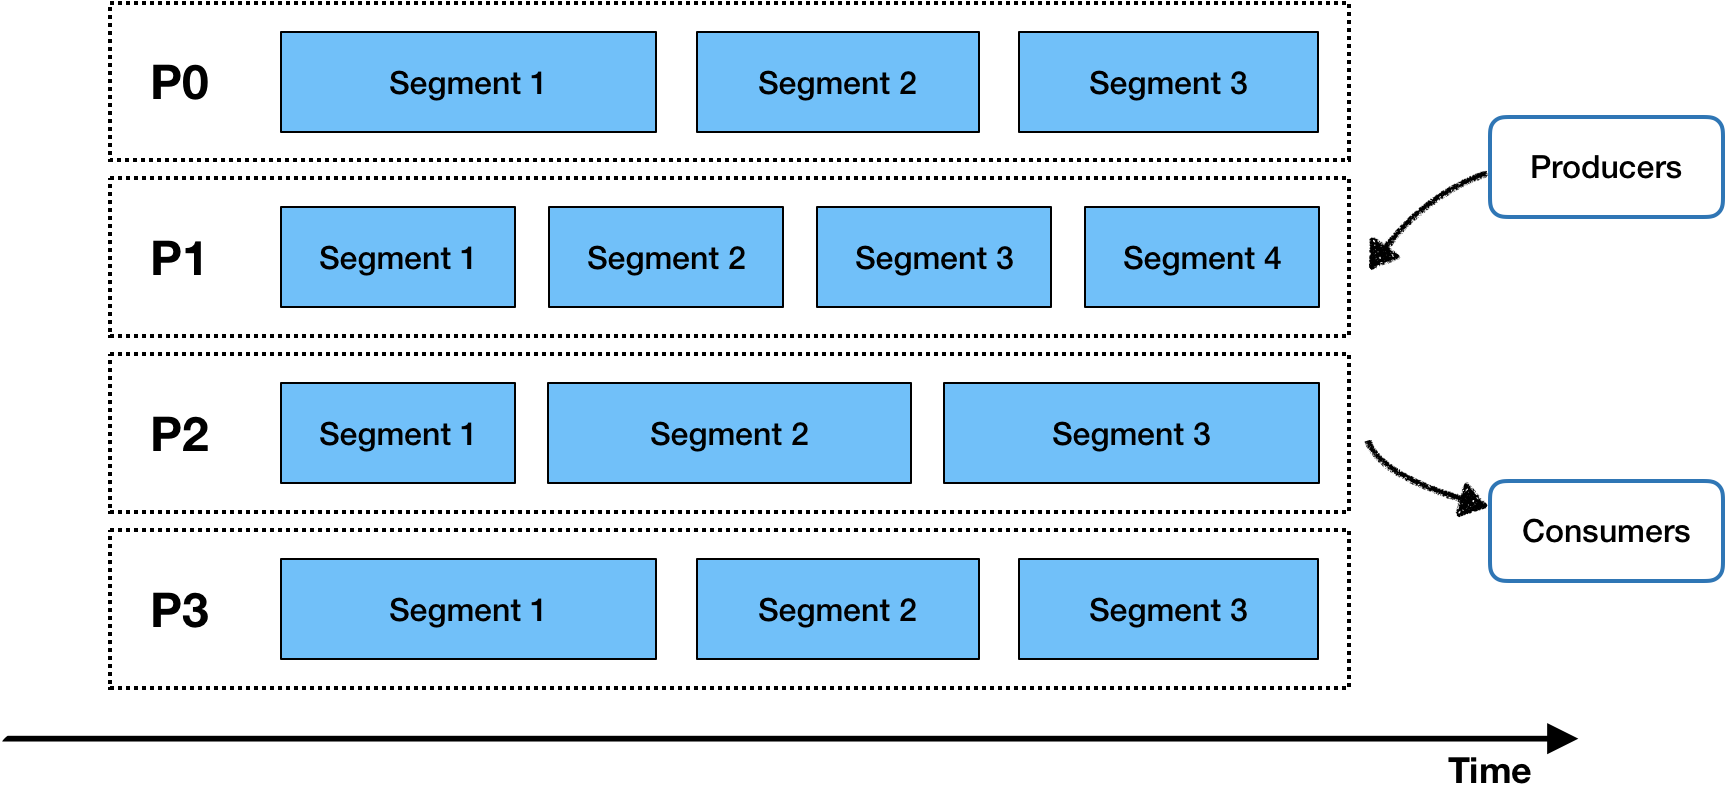 P0
Segment 1
Segment 2
Segment 3
Producers
P1
Segment 1
Segment 2
Segment 3
Segment 4
P2
Segment 1
Segment 2
Segment 3
Consumers
P3
Segment 1
Segment 2
Segment 3
Time